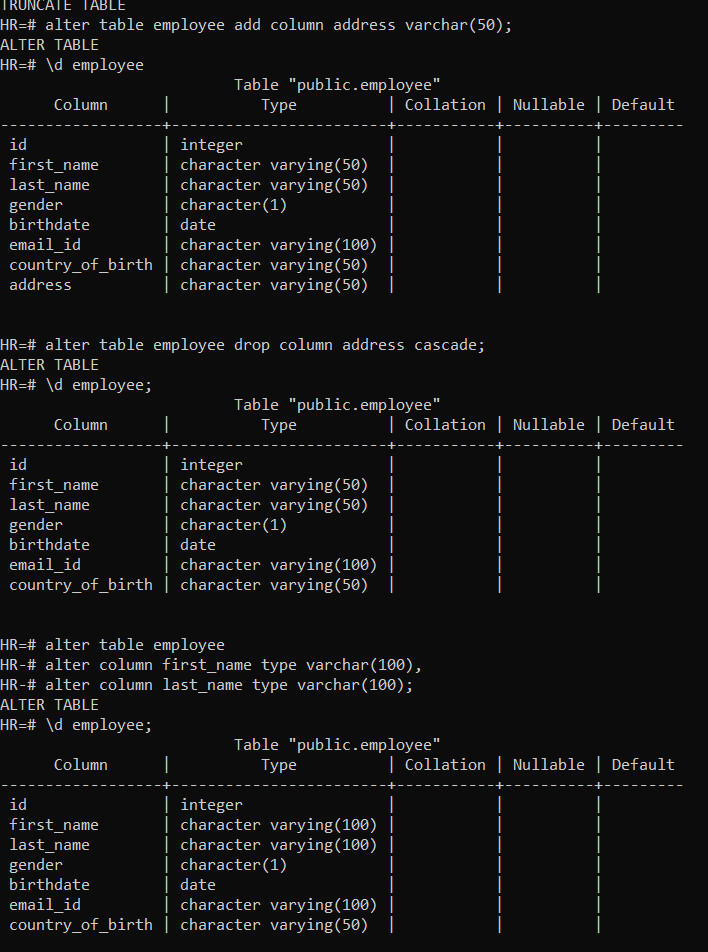 TRUNCATE TABLE
HR=# alter table employee add column address varchar(50);
ALTER TABLE
HR=# \d employee
                          Table "public.employee"
      Column      |          Type          | Collation | Nullable | Default
------------------+------------------------+-----------+----------+---------
 id               | integer                |           |          |
 first_name       | character varying(50)  |           |          |
 last_name        | character varying(50)  |           |          |
 gender           | character(1)           |           |          |
 birthdate        | date                   |           |          |
 email_id         | character varying(100) |           |          |
 country_of_birth | character varying(50)  |           |          |
 address          | character varying(50)  |           |          |
HR=# alter table employee drop column address cascade;
ALTER TABLE
HR=# \d employee;
                          Table "public.employee"
      Column      |          Type          | Collation | Nullable | Default
------------------+------------------------+-----------+----------+---------
 id               | integer                |           |          |
 first_name       | character varying(50)  |           |          |
 last_name        | character varying(50)  |           |          |
 gender           | character(1)           |           |          |
 birthdate        | date                   |           |          |
 email_id         | character varying(100) |           |          |
 country_of_birth | character varying(50)  |           |          |
HR=# alter table employee
HR-# alter column first_name type varchar(100),
HR-# alter column last_name type varchar(100);
ALTER TABLE
HR=# \d employee;
                          Table "public.employee"
      Column      |          Type          | Collation | Nullable | Default
------------------+------------------------+-----------+----------+---------
 id               | integer                |           |          |
 first_name       | character varying(100) |           |          |
 last_name        | character varying(100) |           |          |
 gender           | character(1)           |           |          |
 birthdate        | date                   |           |          |
 email_id         | character varying(100) |           |          |
 country_of_birth | character varying(50)  |           |          |